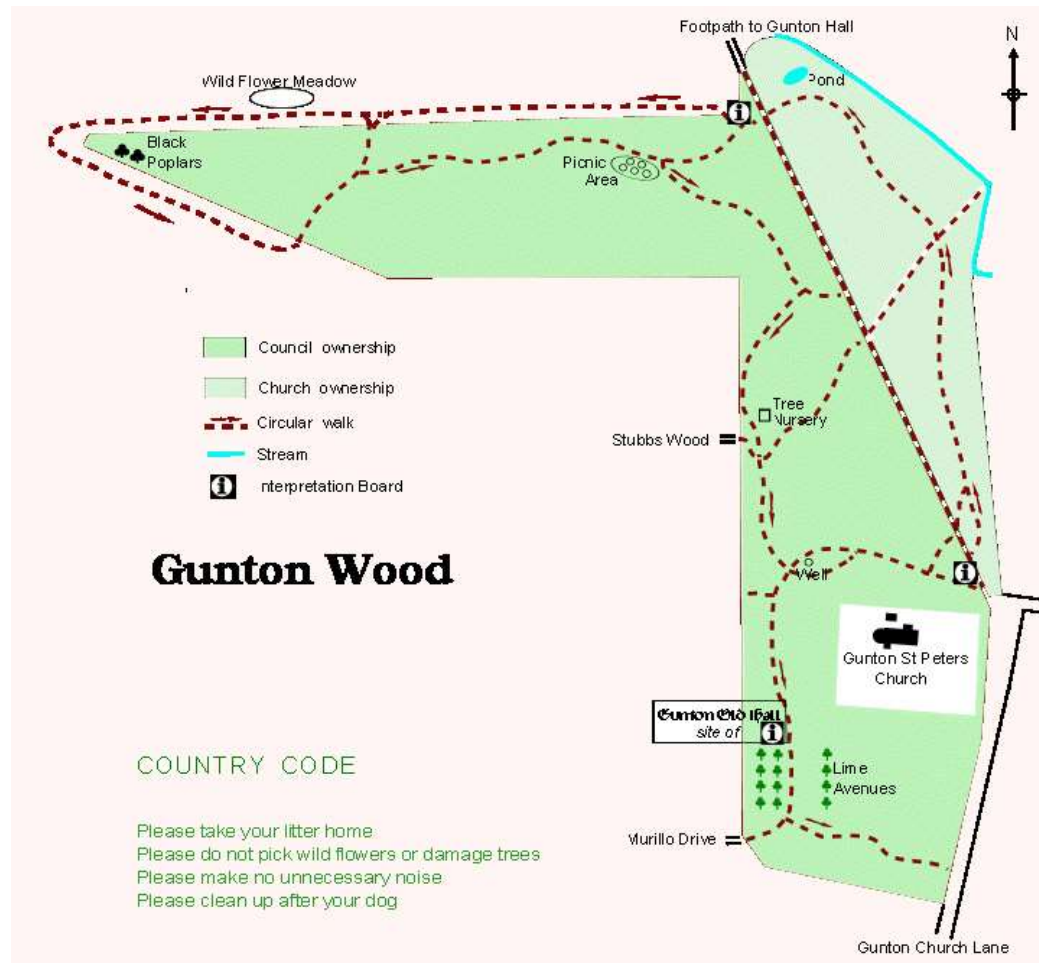 Footpath to Gunton Hall
N
Wild Flower Meadow
Pond
i
Black
Poplars
Picnic
Area
Council ownership
Church ownership
Circular walk
Stream
i nterpretation Board
Tree
Nursery
Stubbs Wood
Gunton Wood
Well
i
Gunton St Peters
Church
Gunton Old Hall
site of i
COUNTRY CODE
Lime
Avenues
Please take your litter home
Please do not pick wild flowers or damage trees
Please make no unnecessary noise
Please clean up after your dog
Murillo Drive
Gunton Church Lane